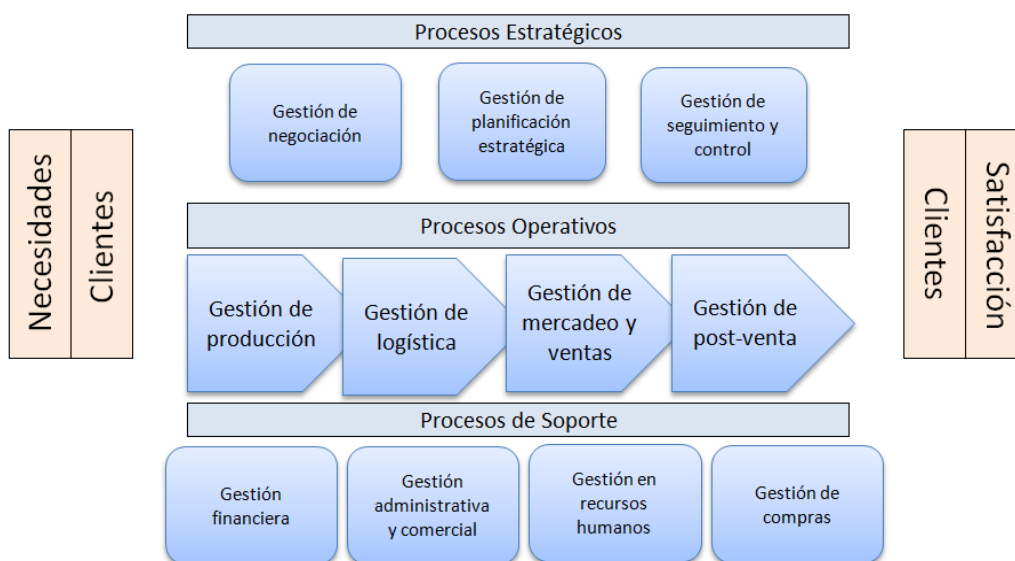 Procesos Estratégicos
Gestión de
negociación
Gestión de
planificación
estratégica
Gestión de
seguimiento y
control
Necesidades
Clientes
Procesos Operativos
Gestión de
producción
Gestión de
logística
Gestión de
mercadeo y
ventas
Gestión de
post-venta
Clientes
Satisfacción
Procesos de Soporte
Gestión
financiera
Gestión
administrativa
y comercial
Gestión en
recursos
humanos
Gestión de
compras